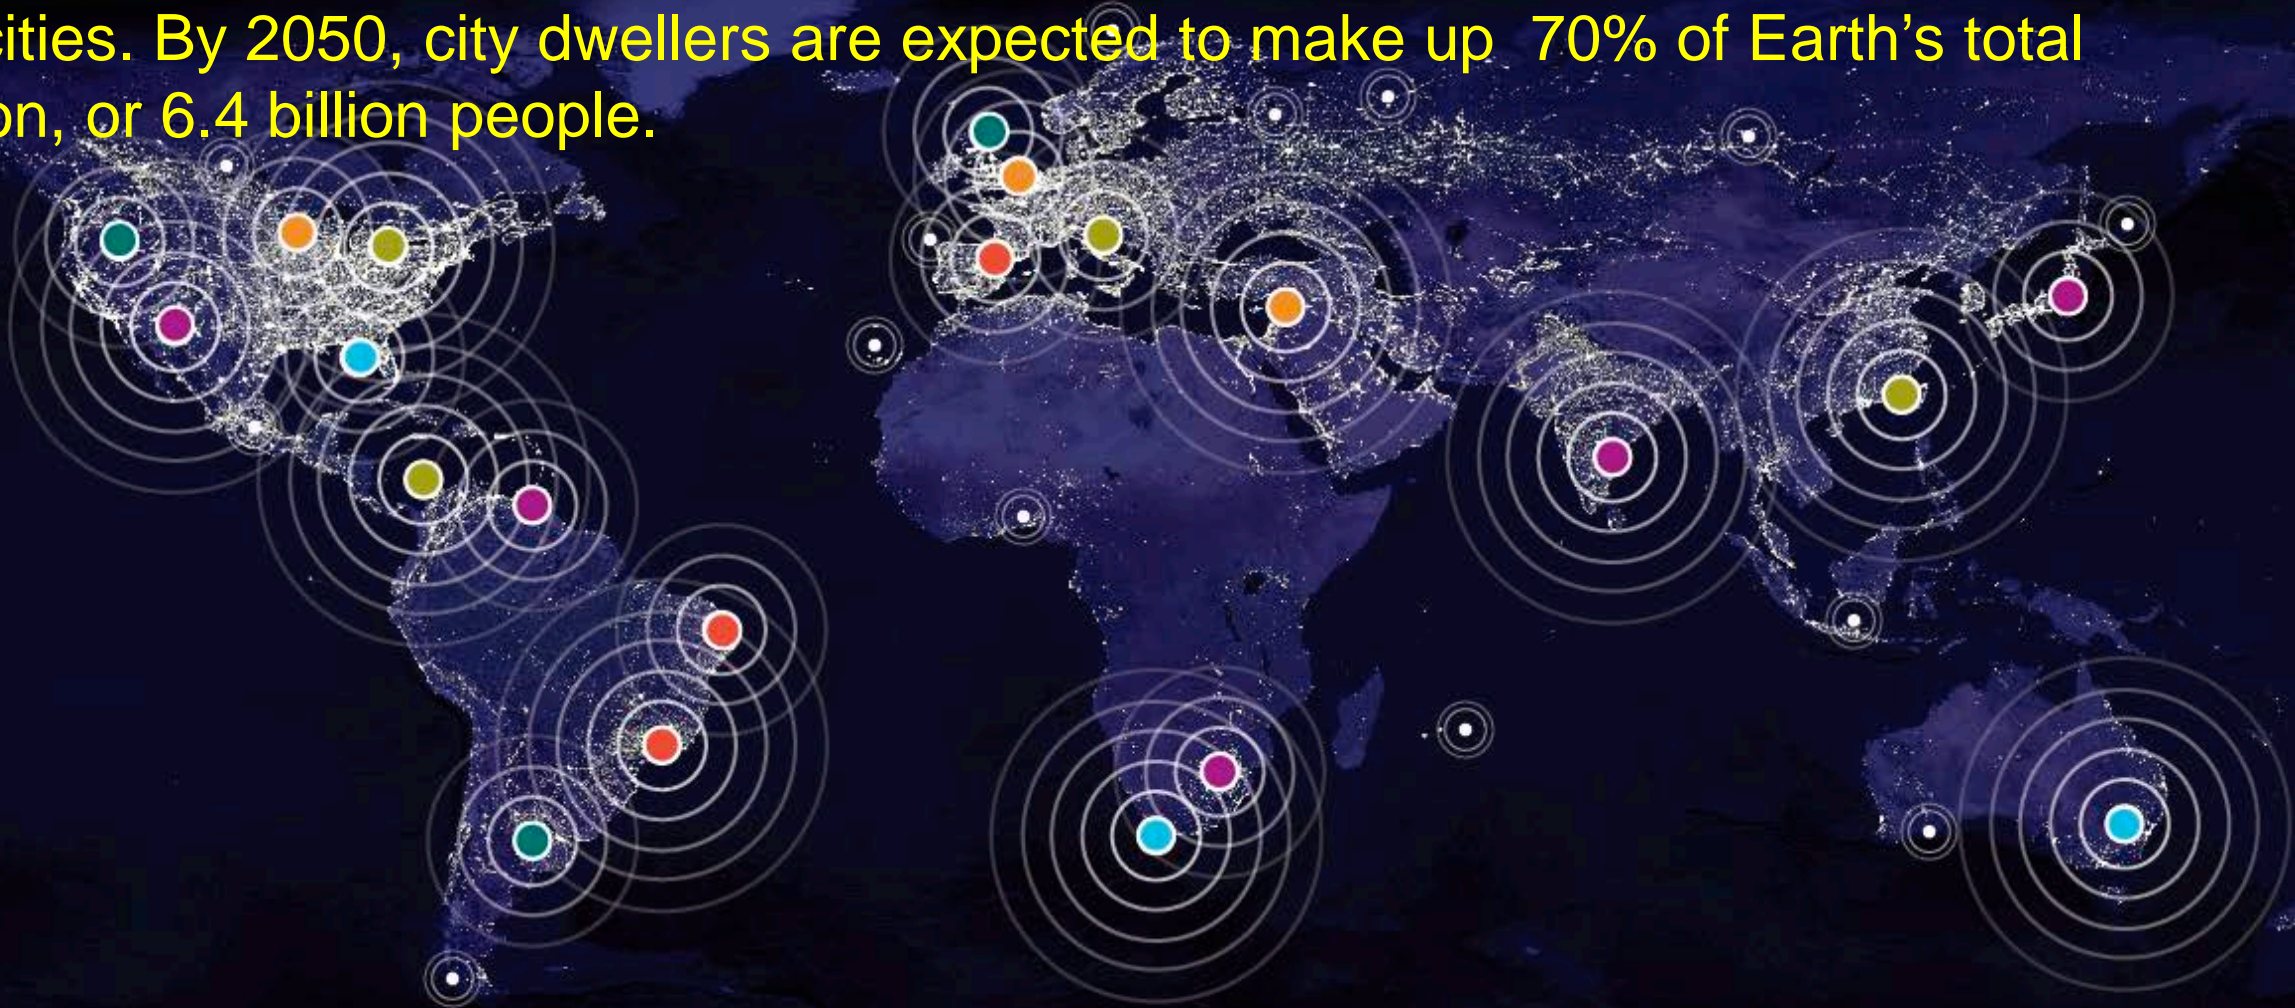 cities. By 2050, city dwellers are expected to make up  70% of Earth’s total
on, or 6.4 billion people.